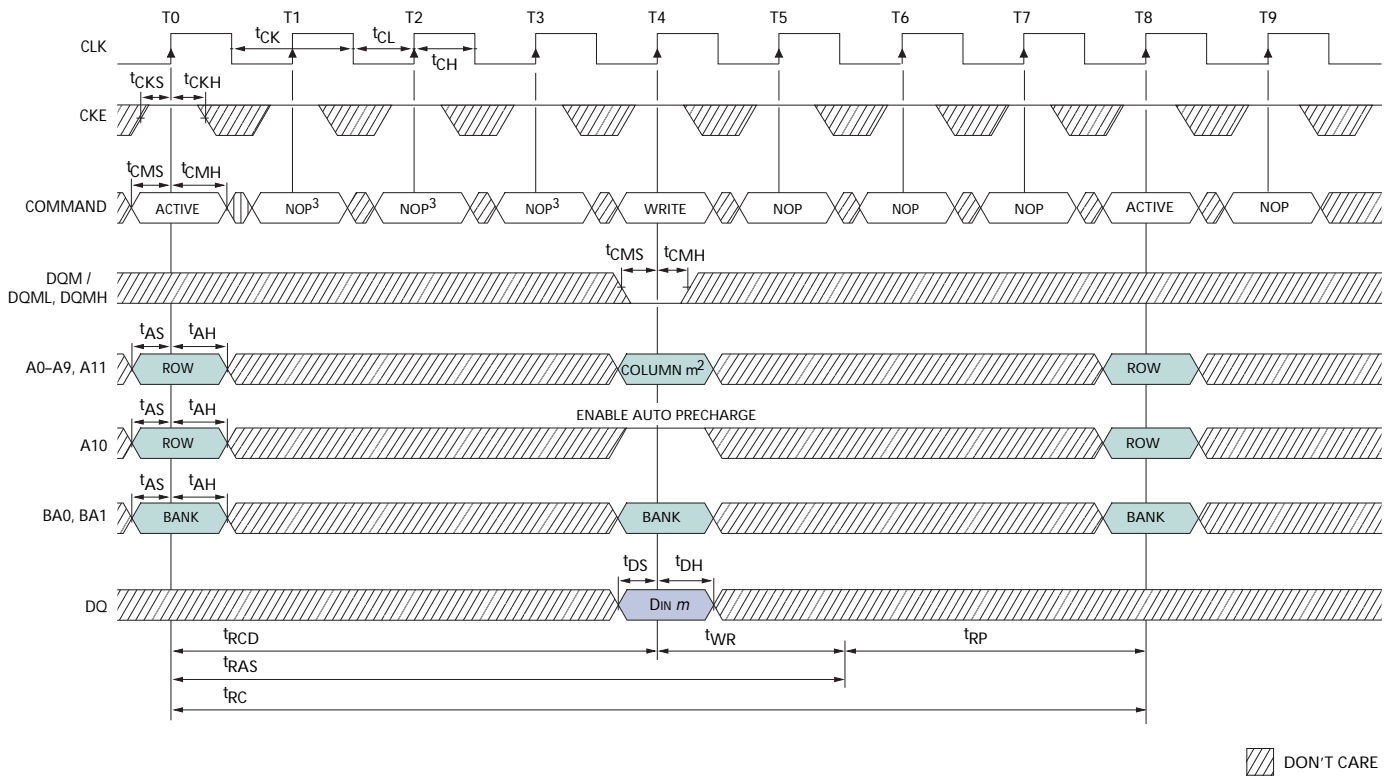 T0 T1 T2 T3 T4 T5 T6 T7 T8 T9
CLK
tCK tCL
tCH
tCKS tCKH
CKE
tCMS tCMH
COMMAND ACTIVE NOP3 NOP3 NOP3 WRITE NOP NOP NOP ACTIVE NOP
tCMS tCMH
DQM /
DQML, DQMH
tAS tAH
A0–A9, A11 ROW COLUMN m2 ROW
tAS tAH
ENABLE AUTO PRECHARGE
A10 ROW ROW
tAS tAH
BA0, BA1 BANK BANK BANK
tDS tDH
DQ DIN m
tRCD tWR tRP
tRAS
tRC
DON'T CARE